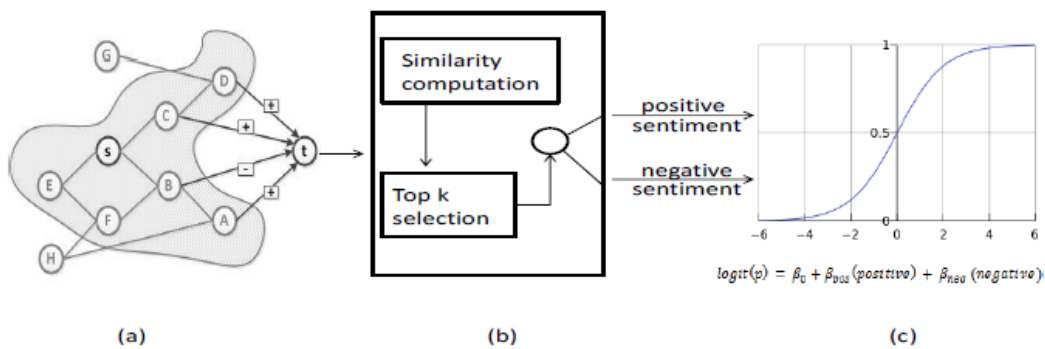 G
D
C
s
t
E
B
F
A
H
+
+
-
+
Similarity
computation
Top k
selection
positive
sentiment
negative
sentiment
1
0.5
0
−6
−4
−2
0
2
4
6
logit(p) = β₀ + βpos(positive) + βneg(negative)
(a)
(b)
(c)